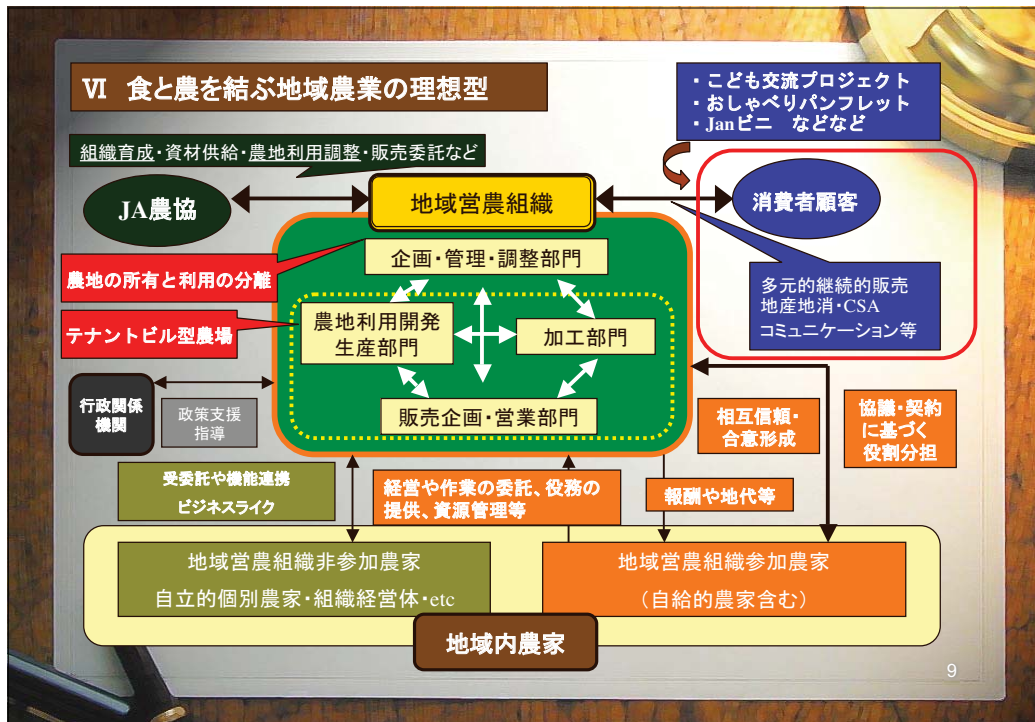 Ⅵ 食と農を結ぶ地域農業の理想型
・こども交流プロジェクト
・おしゃべりパンフレット
・Janビニ などなど
組織育成・資材供給・農地利用調整・販売委託など
JA農協
地域営農組織
消費者顧客
企画・管理・調整部門
農地の所有と利用の分離
多元的継続的販売
地産地消・CSA
コミュニケーション等
テナントビル型農場
農地利用開発
生産部門
加工部門
販売企画・営業部門
行政関係
機関
政策支援
指導
相互信頼・
合意形成
協議・契約
に基づく
役割分担
受委託や機能連携
ビジネスライク
経営や作業の委託、役務の
提供、資源管理等
報酬や地代等
地域営農組織非参加農家
自立的個別農家・組織経営体・etc
地域営農組織参加農家
（自給的農家含む）
地域内農家
9